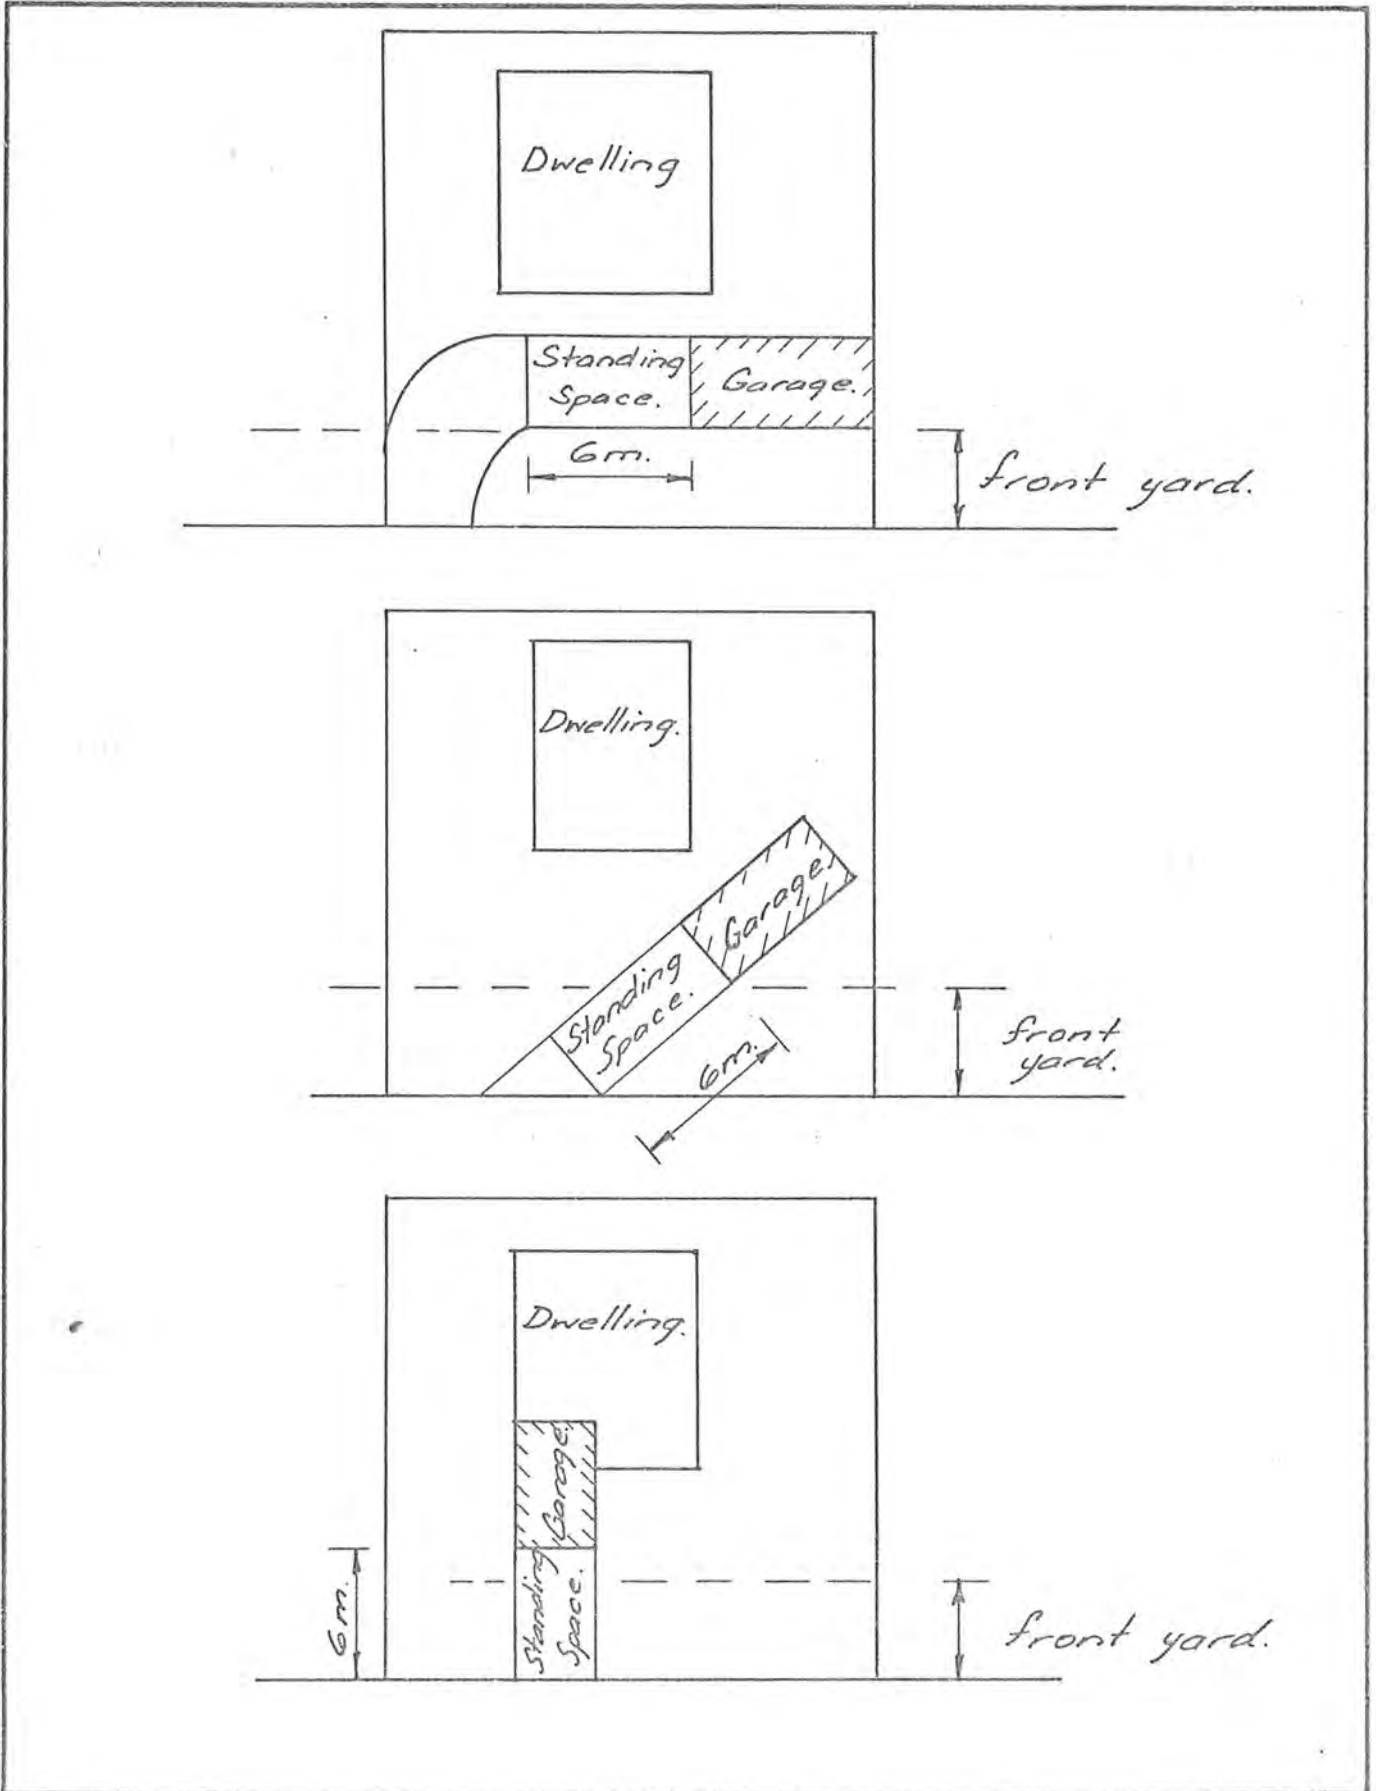 Dwelling
Standing
Space.
Garage.
6m.
front yard.
Dwelling.
Garage.
Standing
Space.
6m.
front
yard.
Dwelling.
Garage.
Standing
Space.
6m.
front yard.